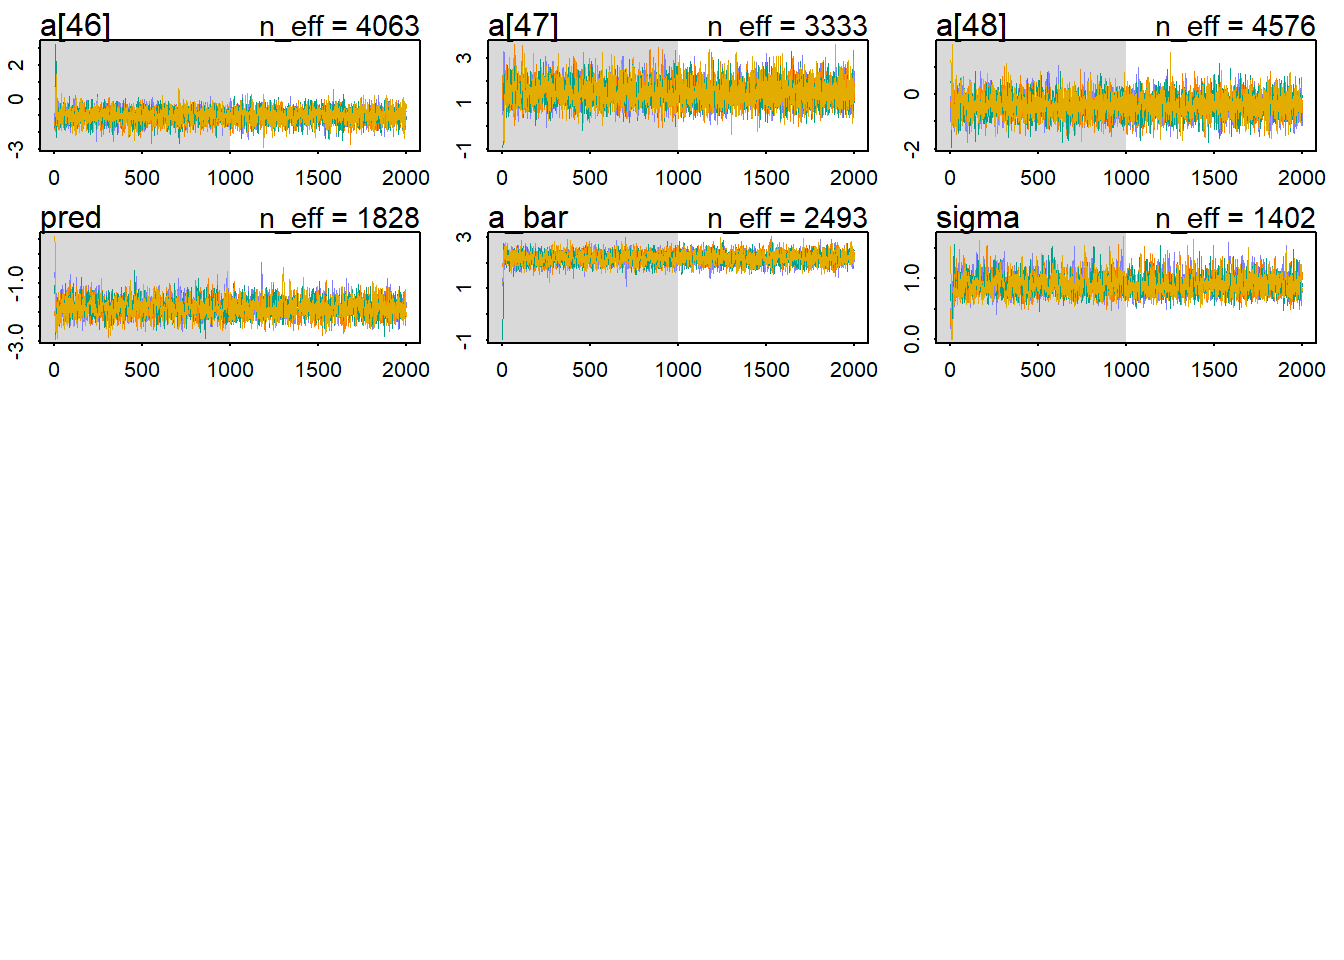 a[46] n_eff = 4063 a[47] n_eff = 3333 a[48] n_eff = 4576
2 0 -3
3 1 -1
0 -2
0 500 1000 1500 2000 0 500 1000 1500 2000 0 500 1000 1500 2000
pred n_eff = 1828 a_bar n_eff = 2493 sigma n_eff = 1402
-1.0 -3.0
3 1 -1
1.0 0.0
0 500 1000 1500 2000 0 500 1000 1500 2000 0 500 1000 1500 2000